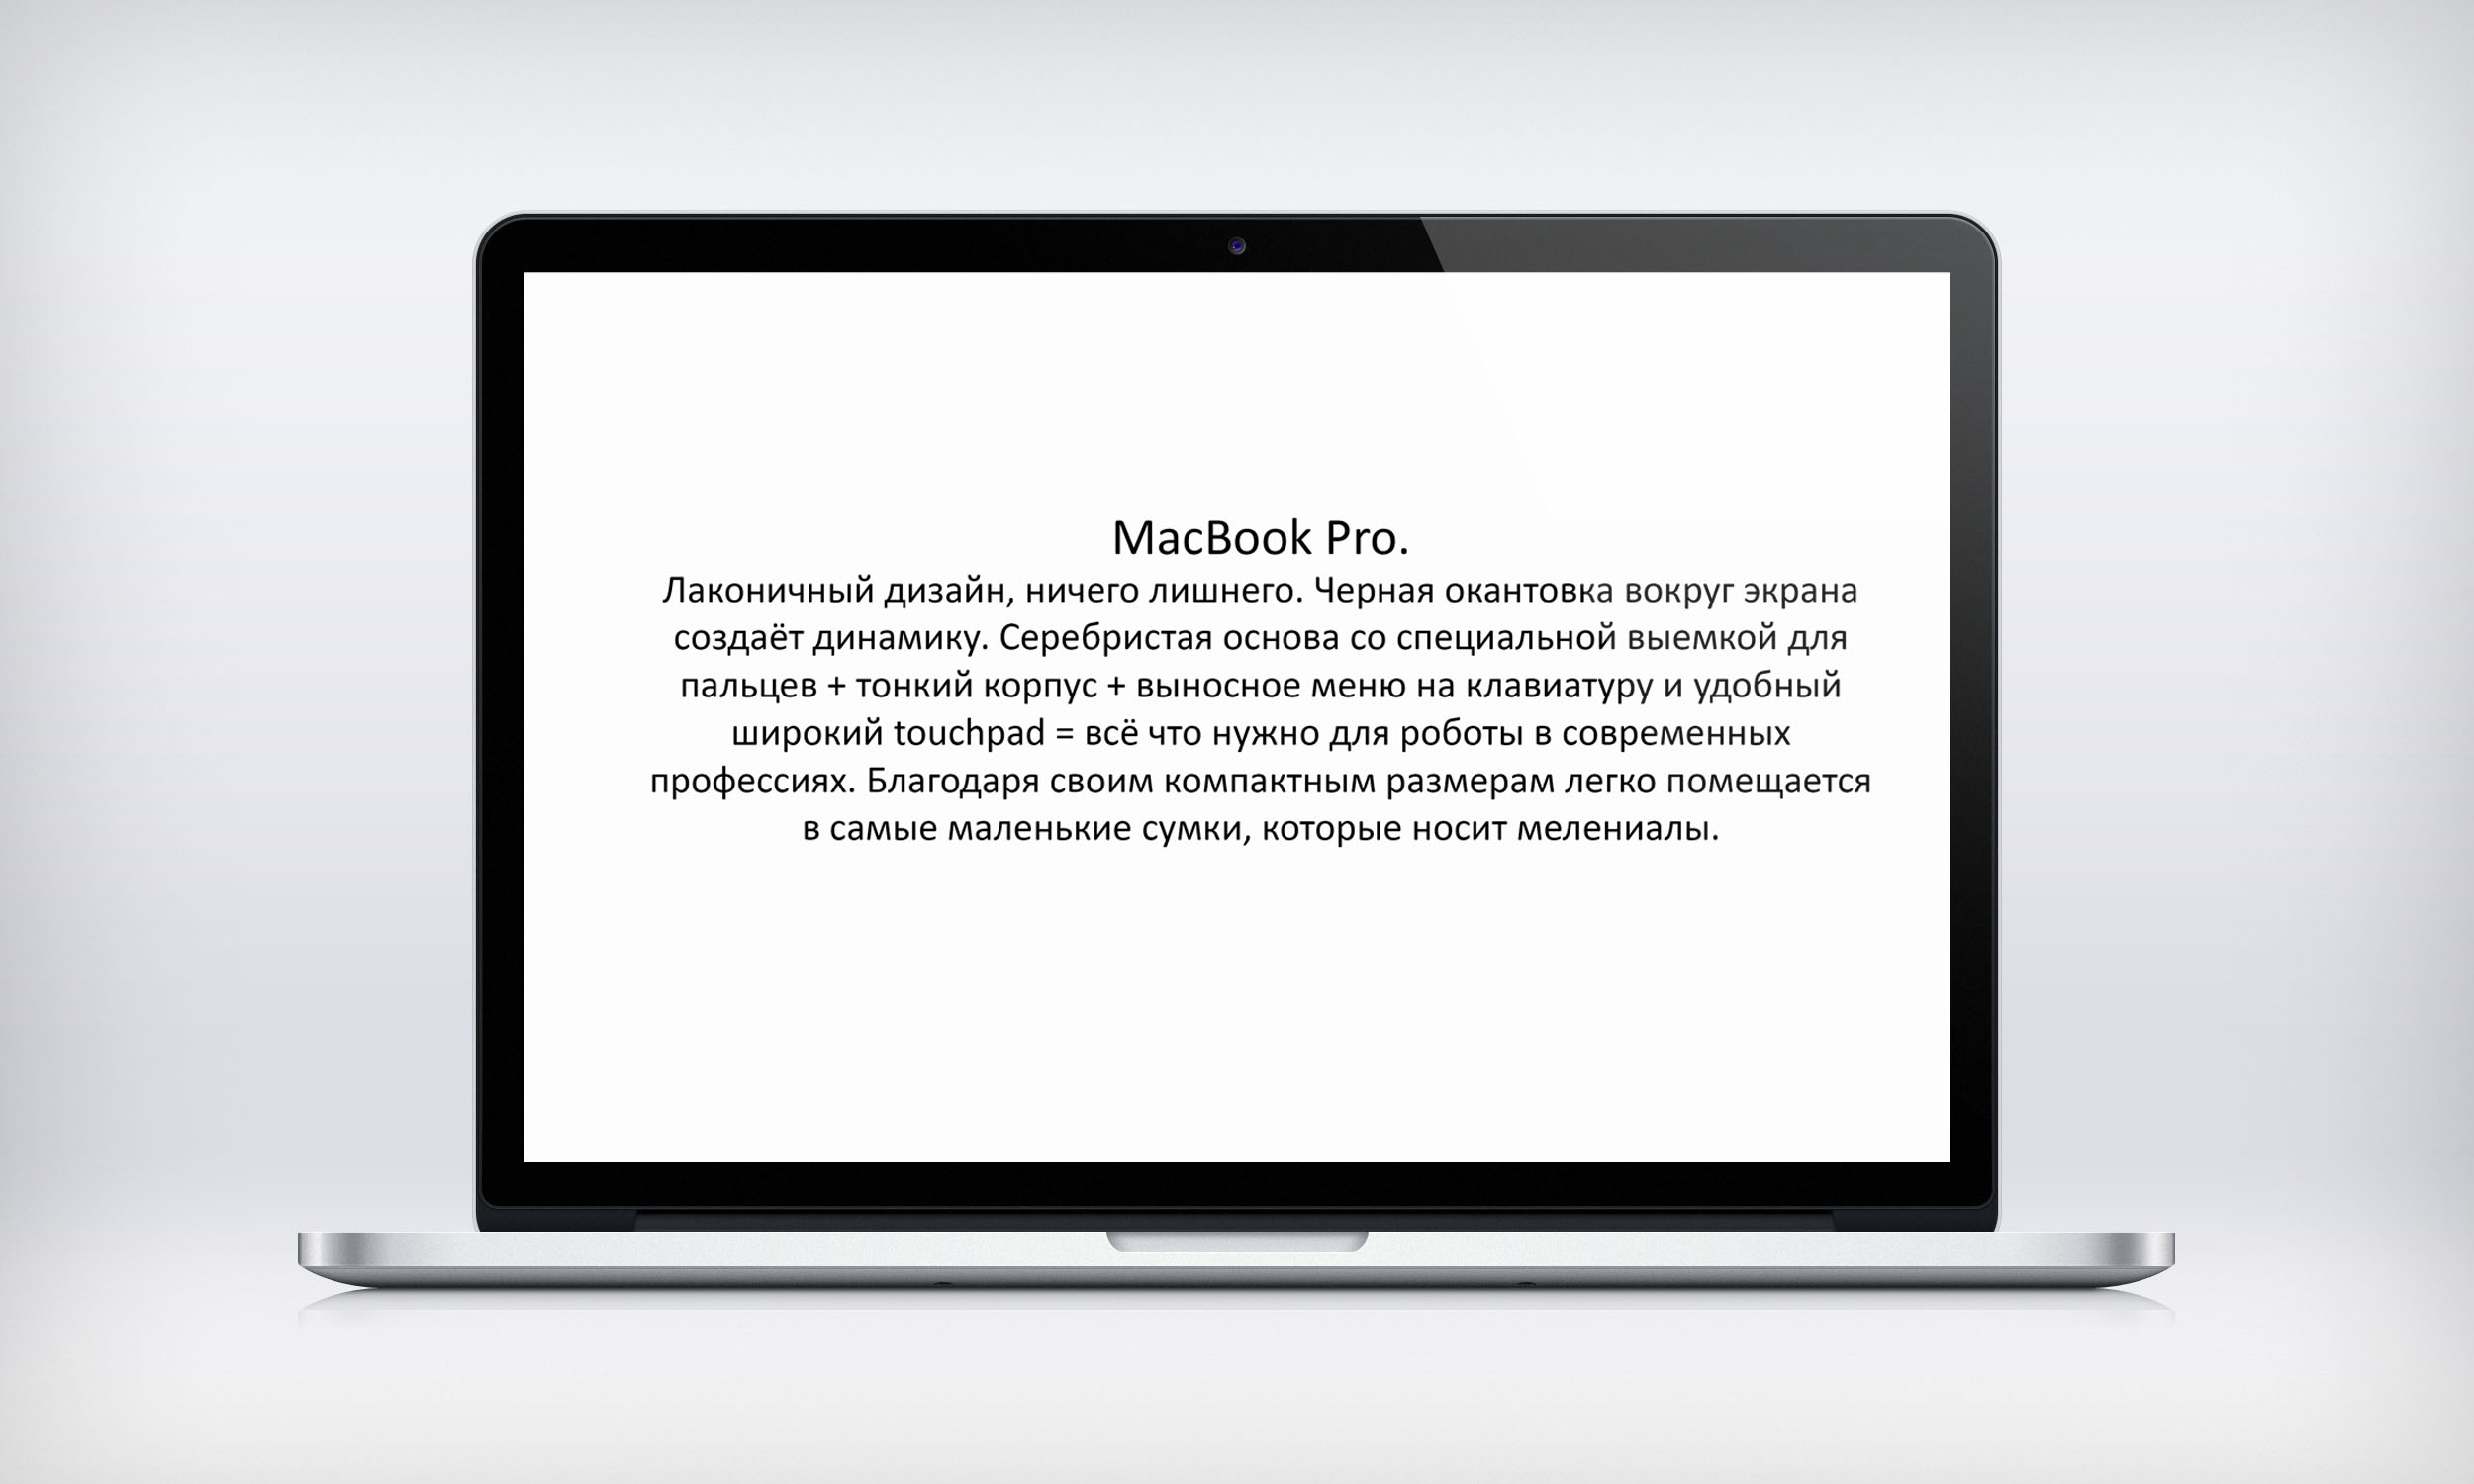 MacBook Pro.
Лаконичный дизайн, ничего лишнего. Черная окантовка вокруг экрана
создаёт динамику. Серебристая основа со специальной выемкой для
пальцев + тонкий корпус + выносное меню на клавиатуру и удобный
широкий touchpad = всё что нужно для роботы в современных
профессиях. Благодаря своим компактным размерам легко помещается
в самые маленькие сумки, которые носит мелениалы.